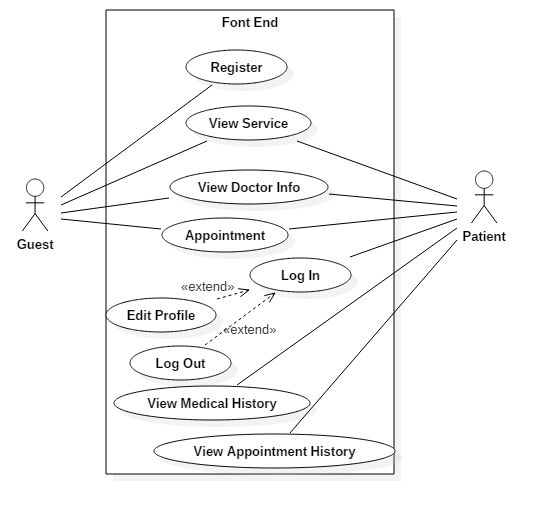 Font End
Register
View Service
View Doctor Info
Guest
Appointment
Patient
Log In
«extend»
Edit Profile
«extend»
Log Out
View Medical History
View Appointment History